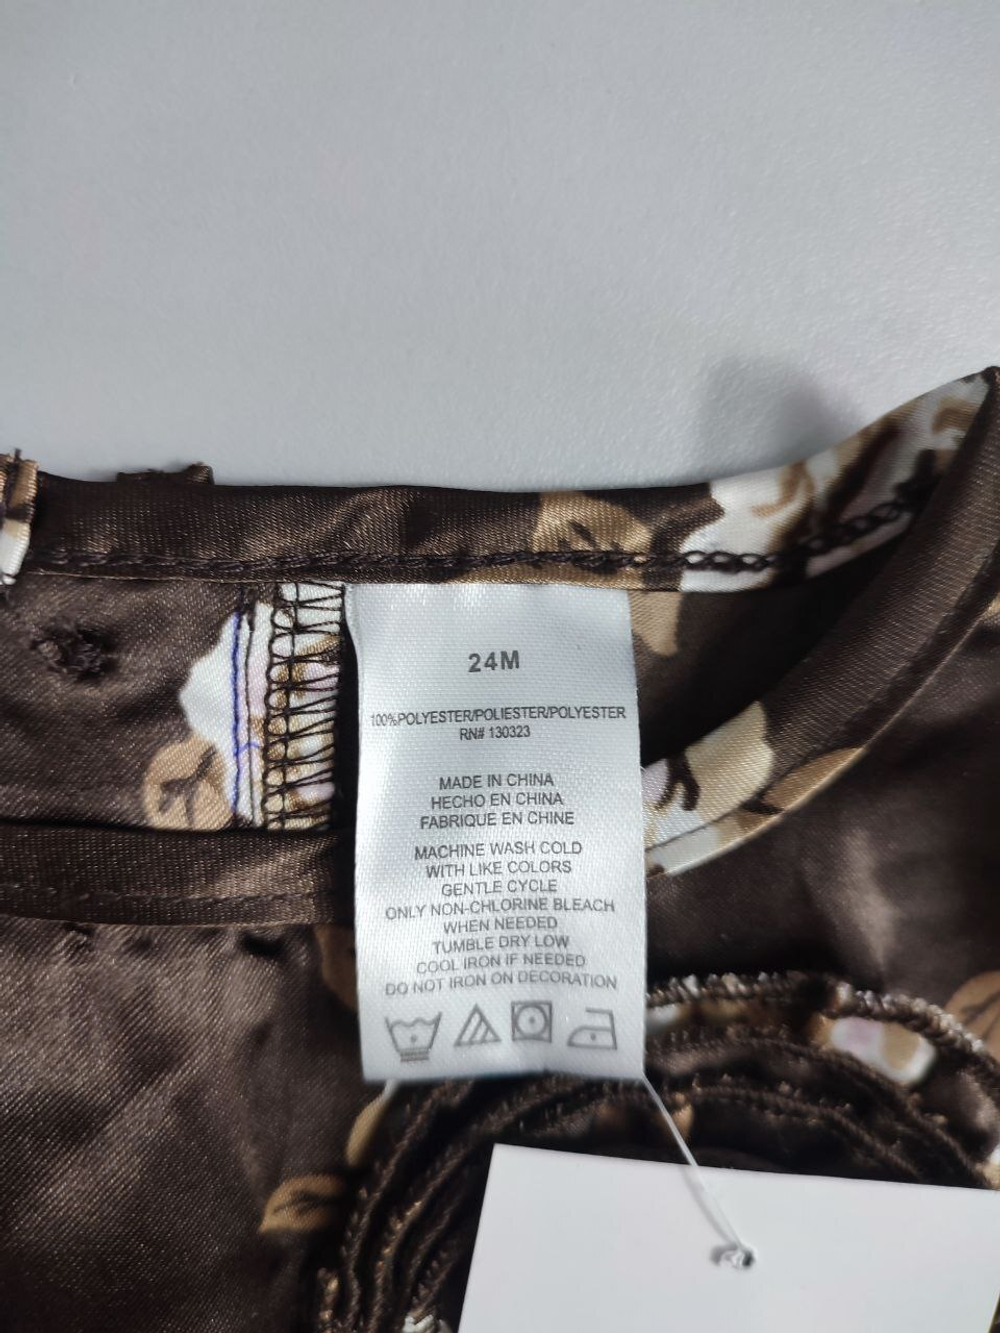 24M
100%POLYESTER/POLIESTER/POLYESTER
RN# 130323
MADE IN CHINA
HECHO EN CHINA
FABRIQUE EN CHINE
MACHINE WASH COLD
WITH LIKE COLORS
GENTLE CYCLE
ONLY NON-CHLORINE BLEACH
WHEN NEEDED
TUMBLE DRY LOW
COOL IRON IF NEEDED
DO NOT IRON ON DECORATION